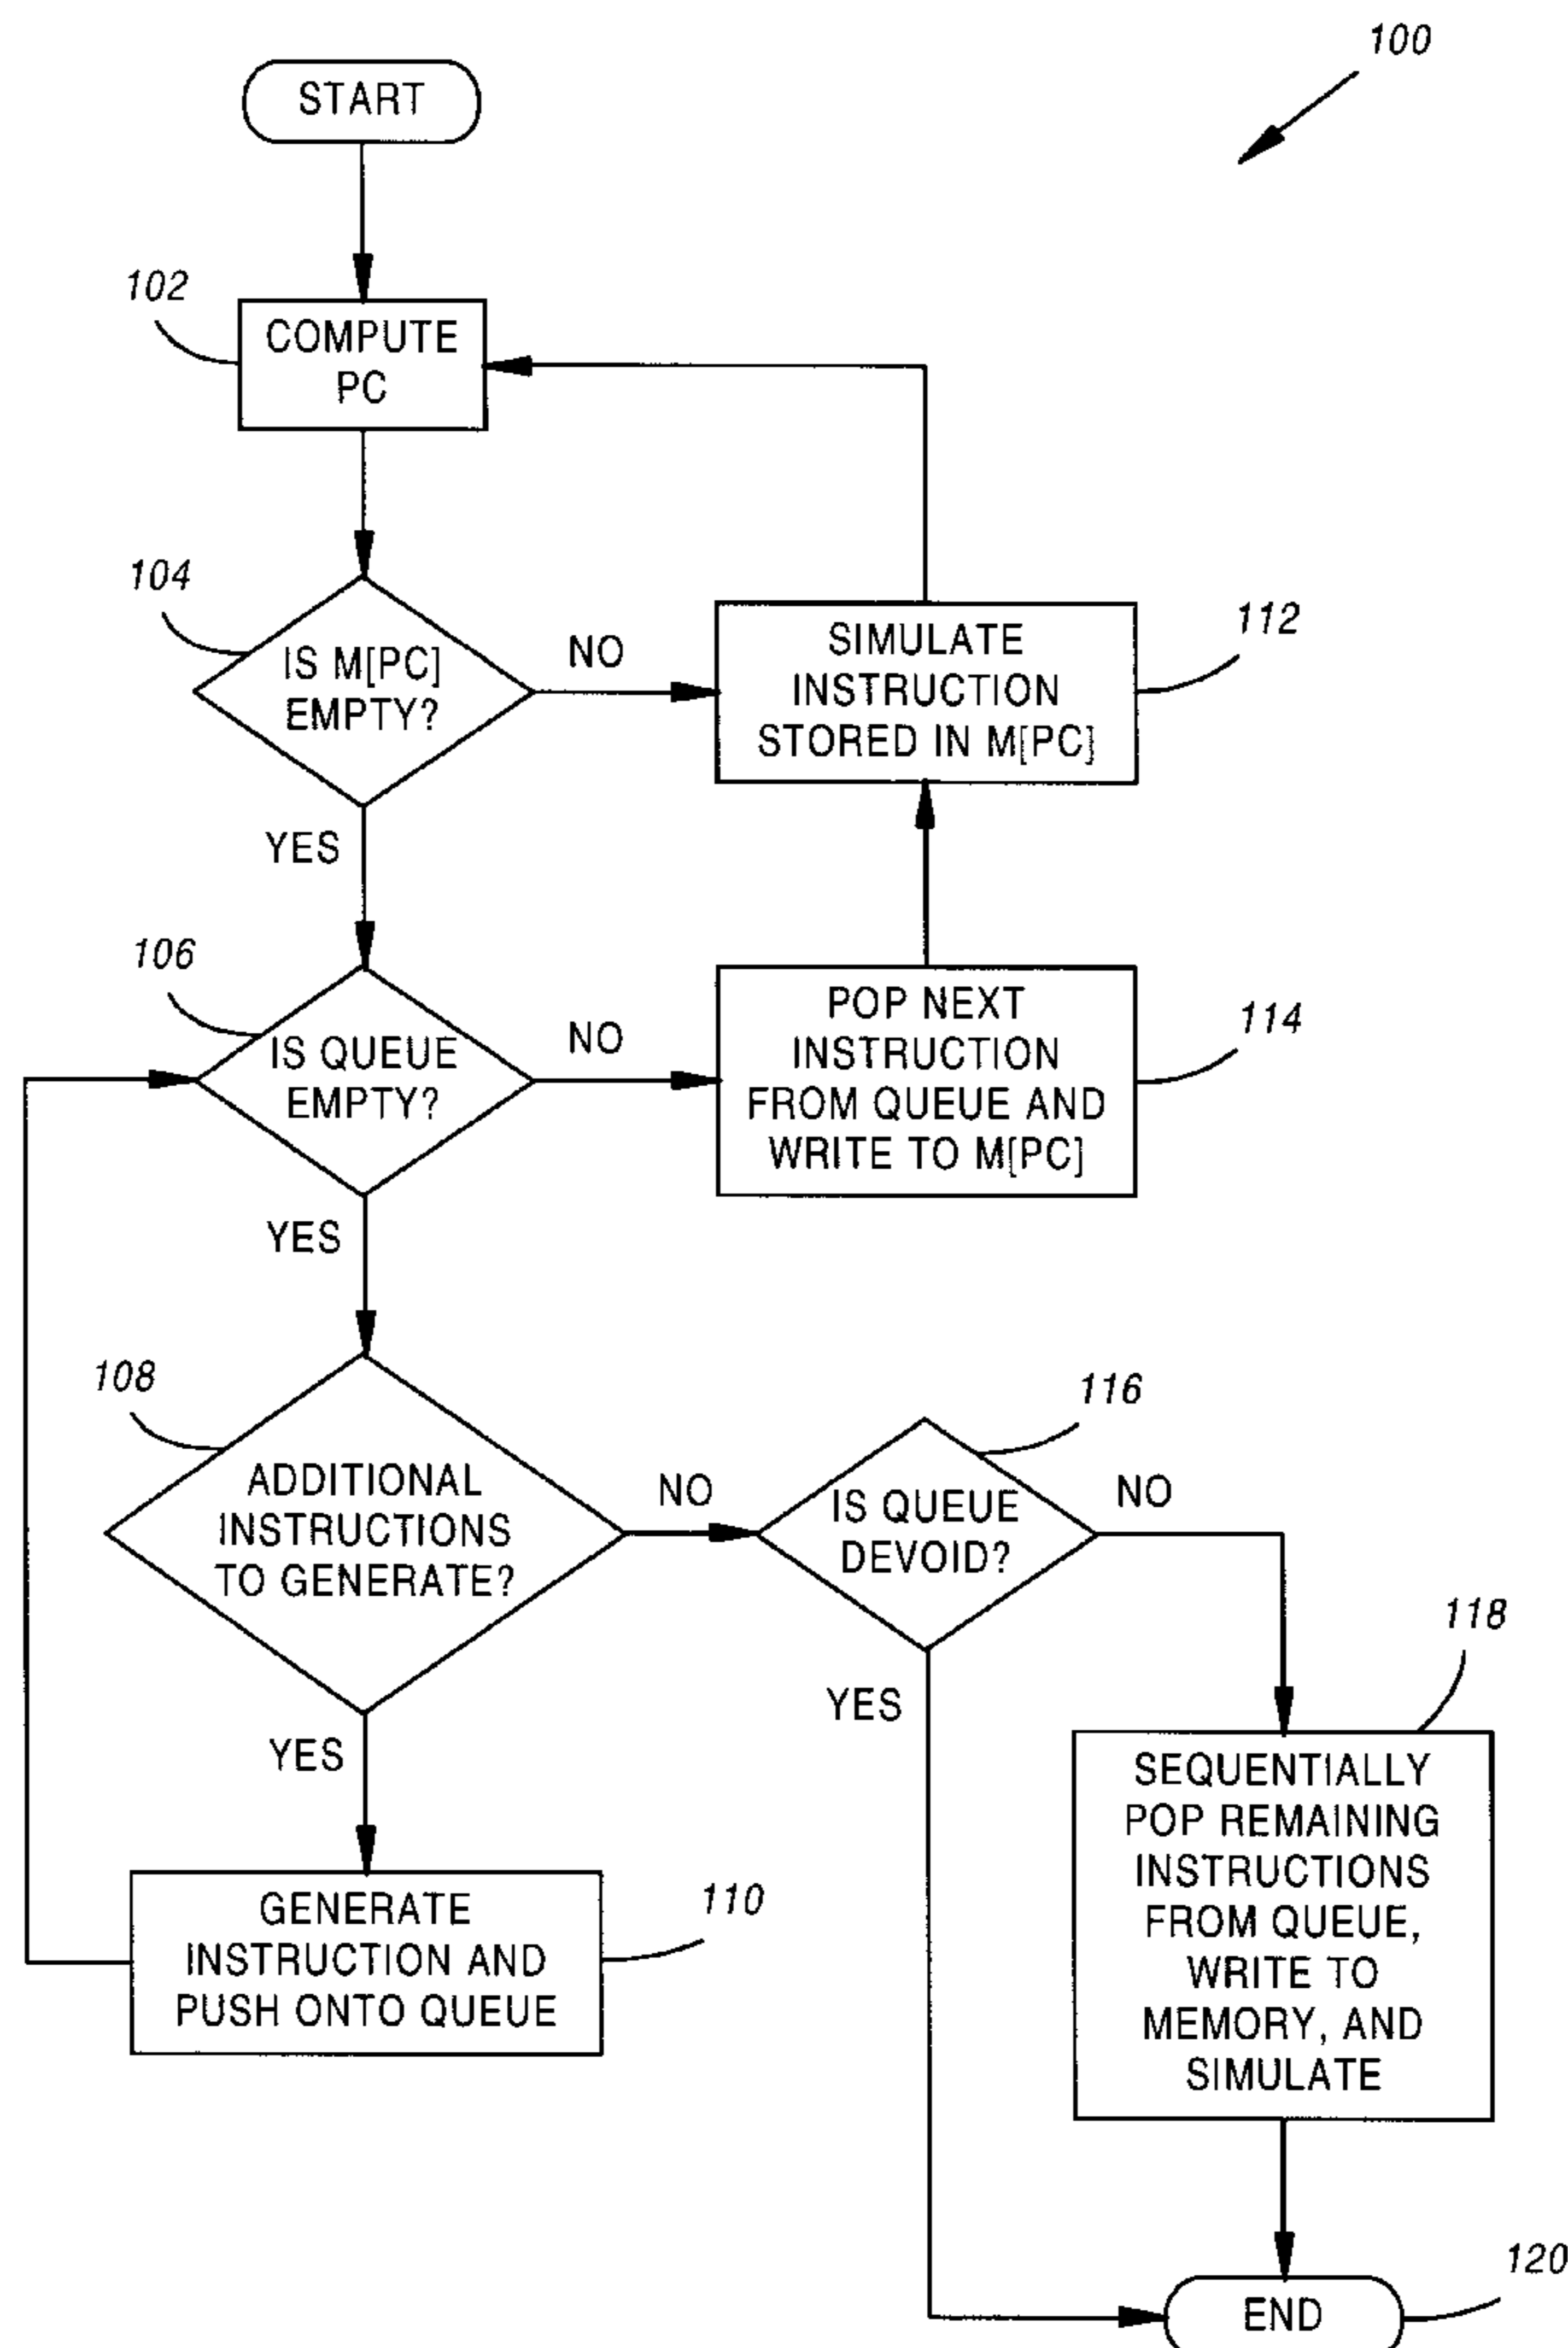 100
START
102
COMPUTE
PC
104
IS M[PC]
EMPTY?
NO
SIMULATE
INSTRUCTION
STORED IN M[PC]
112
YES
106
IS QUEUE
EMPTY?
NO
POP NEXT
INSTRUCTION
FROM QUEUE AND
WRITE TO M[PC]
114
YES
108
ADDITIONAL
INSTRUCTIONS
TO GENERATE?
NO
116
IS QUEUE
DEVOID?
NO
YES
YES
118
SEQUENTIALLY
POP REMAINING
INSTRUCTIONS
FROM QUEUE,
WRITE TO
MEMORY, AND
SIMULATE
GENERATE
INSTRUCTION AND
PUSH ONTO QUEUE
110
END
120